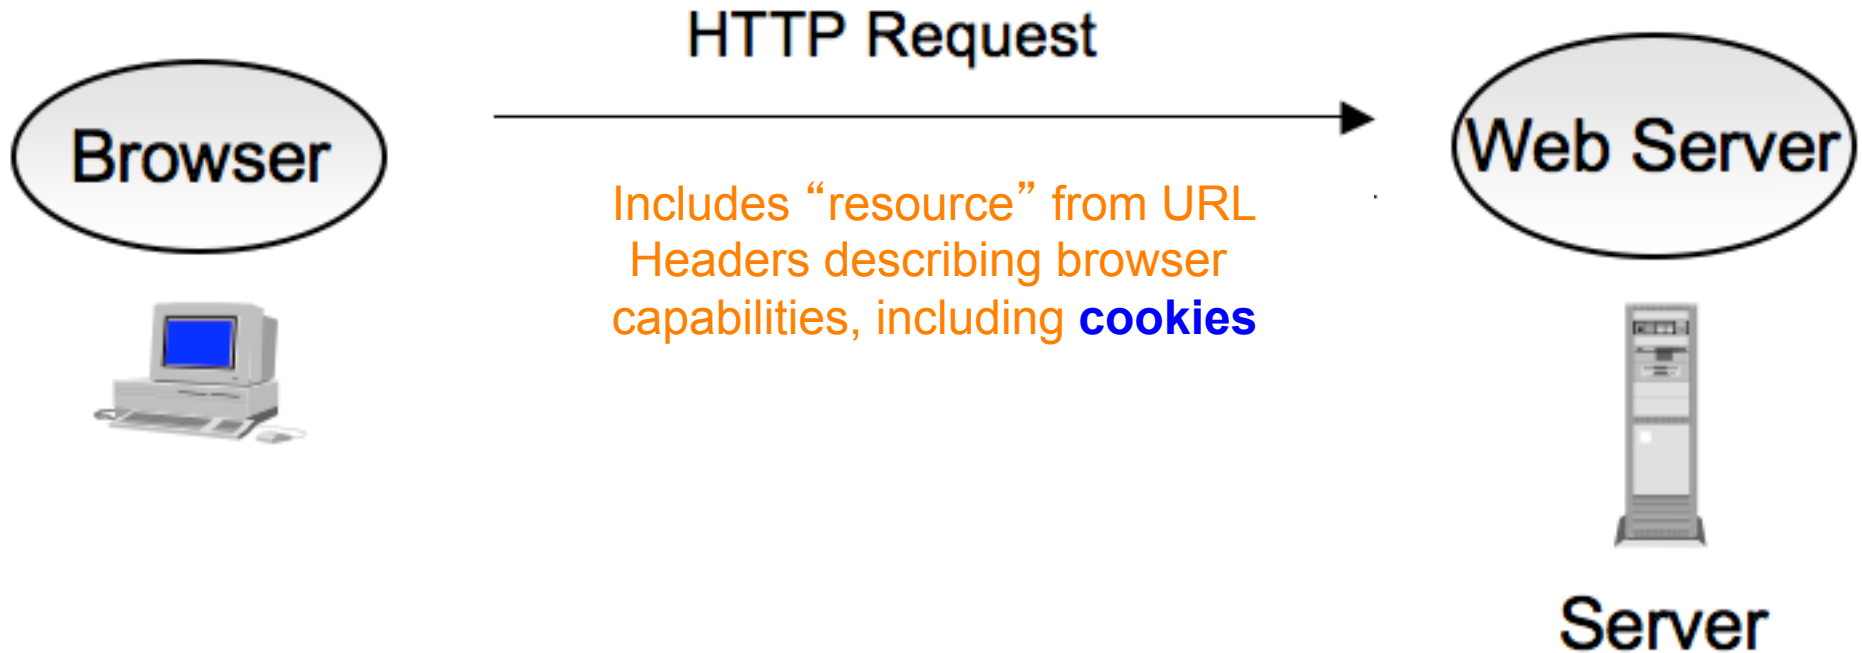 HTTP Request
Browser
Web Server
Includes “resource” from URL
Headers describing browser
capabilities, including cookies
Server